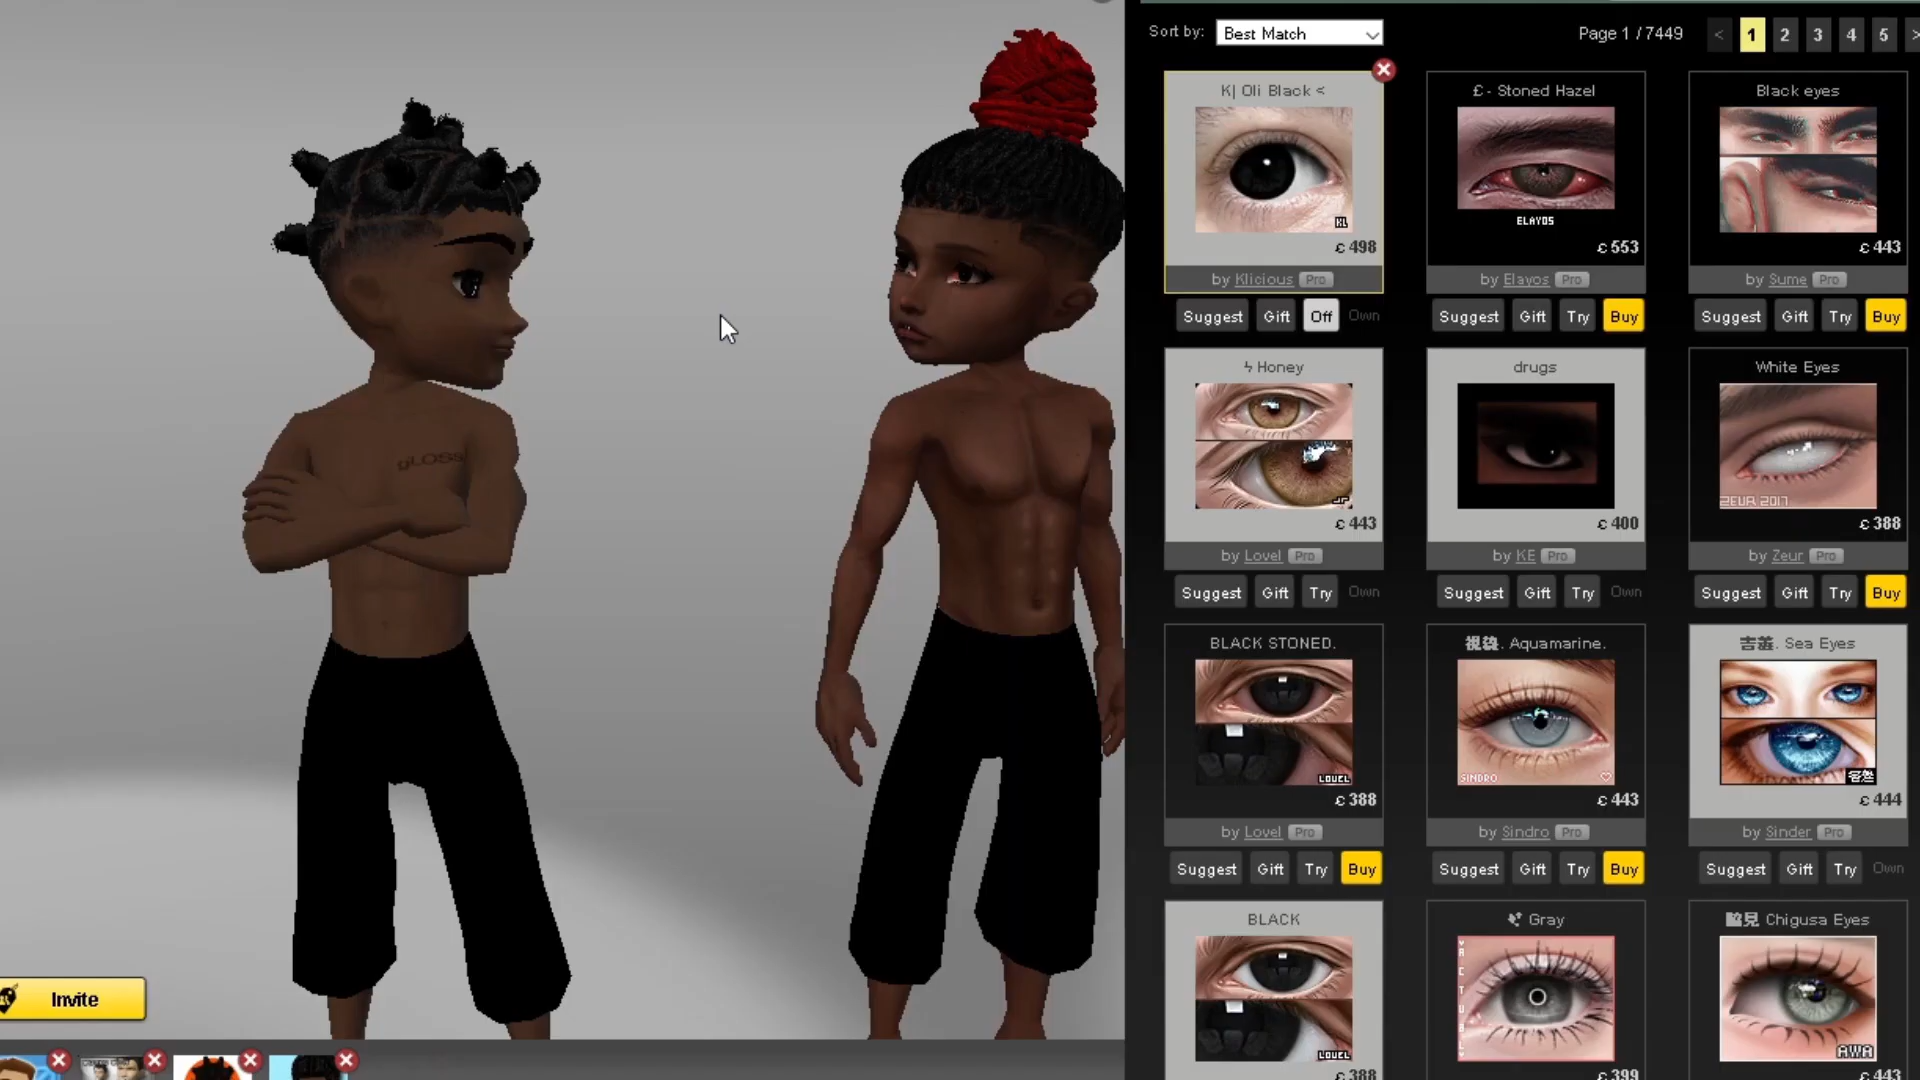 Sort by:
Best Match
Page 1 / 7449
<
1
2
3
4
5
>
K| Oli Black <
£ - Stoned Hazel
Black eyes
KL
ELAYOS
498
553
443
by Klicious Pro
by Elayos Pro
by Sume Pro
Suggest Gift Off Own
Suggest Gift Try Buy
Suggest Gift Try Buy
ϟ Honey
drugs
White Eyes
ZEUR 2017
443
400
388
by Lovel Pro
by KE Pro
by Zeur Pro
Suggest Gift Try Own
Suggest Gift Try Own
Suggest Gift Try Buy
BLACK STONED.
Aquamarine.
Sea Eyes
LOVEL
SINDRO
388
443
444
by Lovel Pro
by Sindro Pro
by Sinder Pro
Suggest Gift Try Buy
Suggest Gift Try Buy
Suggest Gift Try Own
BLACK
Gray
Chigusa Eyes
LOVEL
AWA
388
399
443
gLOSS
Invite